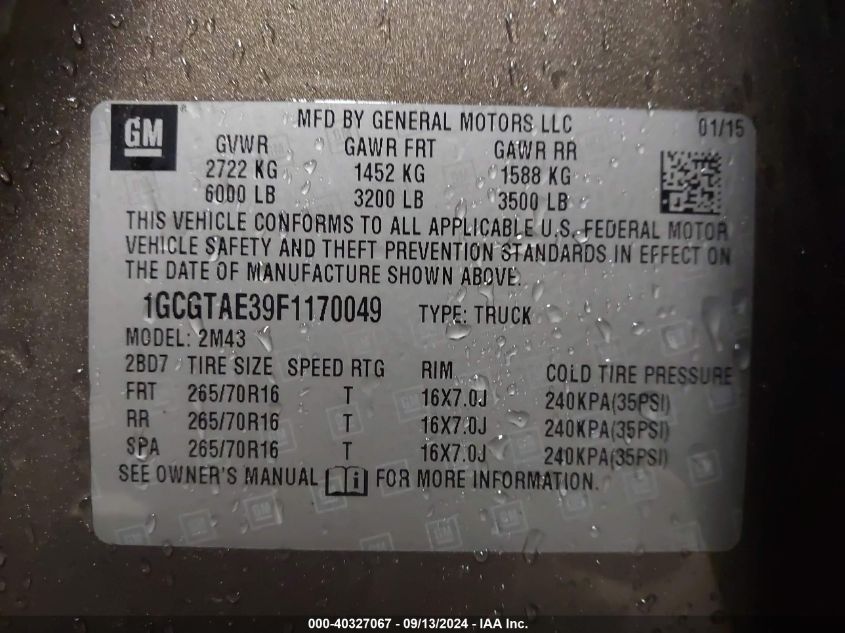 GM ® MFD BY GENERAL MOTORS LLC 01/15
GVWR GAWR FRT GAWR RR
2722 KG 1452 KG 1588 KG
6000 LB 3200 LB 3500 LB
THIS VEHICLE CONFORMS TO ALL APPLICABLE U.S. FEDERAL MOTOR
VEHICLE SAFETY AND THEFT PREVENTION STANDARDS IN EFFECT ON
THE DATE OF MANUFACTURE SHOWN ABOVE.
1GCGTAE39F1170049 TYPE: TRUCK
MODEL: 2M43
2BD7 TIRE SIZE SPEED RTG RIM COLD TIRE PRESSURE
FRT 265/70R16 T 16X7.0J 240KPA(35PSI)
RR 265/70R16 T 16X7.0J 240KPA(35PSI)
SPA 265/70R16 T 16X7.0J 240KPA(35PSI)
SEE OWNER'S MANUAL i FOR MORE INFORMATION.
000-40327067 - 09/13/2024 - IAA Inc.